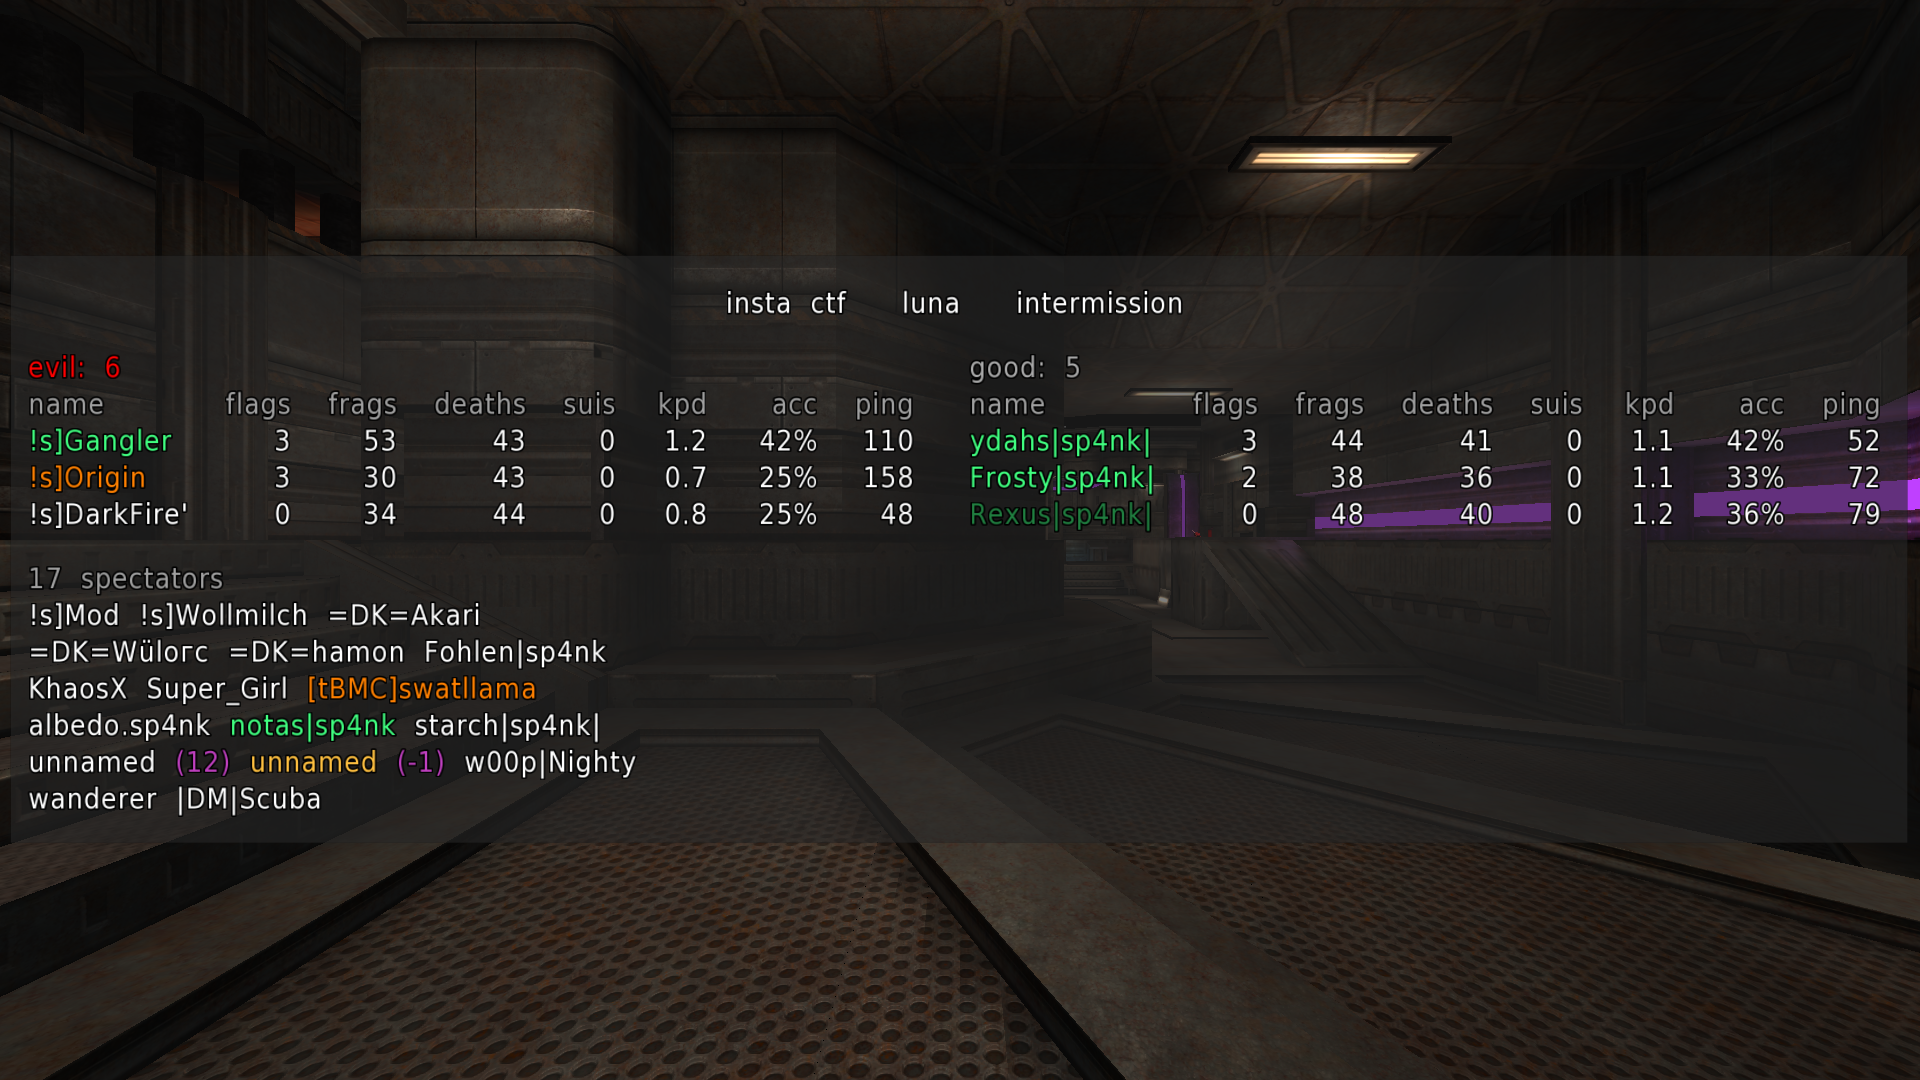 insta ctf luna intermission
evil: 6
name flags frags deaths suis kpd acc ping
!s]Gangler 3 53 43 0 1.2 42% 110
!s]Origin 3 30 43 0 0.7 25% 158
!s]DarkFire' 0 34 44 0 0.8 25% 48
good: 5
name flags frags deaths suis kpd acc ping
ydahs|sp4nk| 3 44 41 0 1.1 42% 52
Frosty|sp4nk| 2 38 36 0 1.1 33% 72
Rexus|sp4nk| 0 48 40 0 1.2 36% 79
17 spectators
!s]Mod !s]Wollmilch =DK=Akari
=DK=Wülorc =DK=hamon Fohlen|sp4nk
KhaosX Super_Girl [tBMC]swatllama
albedo.sp4nk notas|sp4nk starch|sp4nk|
unnamed (12) unnamed (-1) w00p|Nighty
wanderer |DM|Scuba